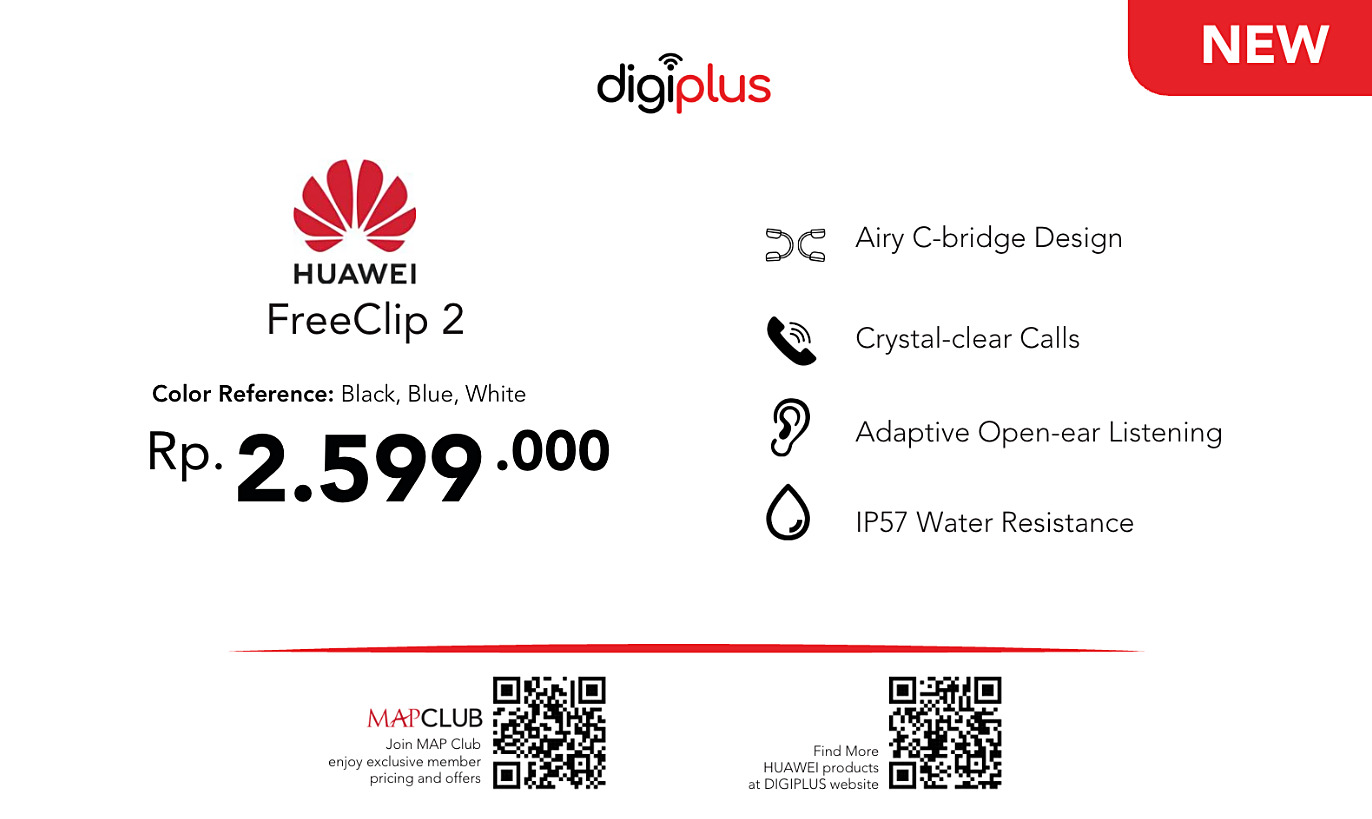 NEW
digiplus
HUAWEI
FreeClip 2
Color Reference: Black, Blue, White
Rp. 2.599.000
Airy C-bridge Design
Crystal-clear Calls
Adaptive Open-ear Listening
IP57 Water Resistance
MAPCLUB
Join MAP Club
enjoy exclusive member
pricing and offers
Find More
HUAWEI products
at DIGIPLUS website